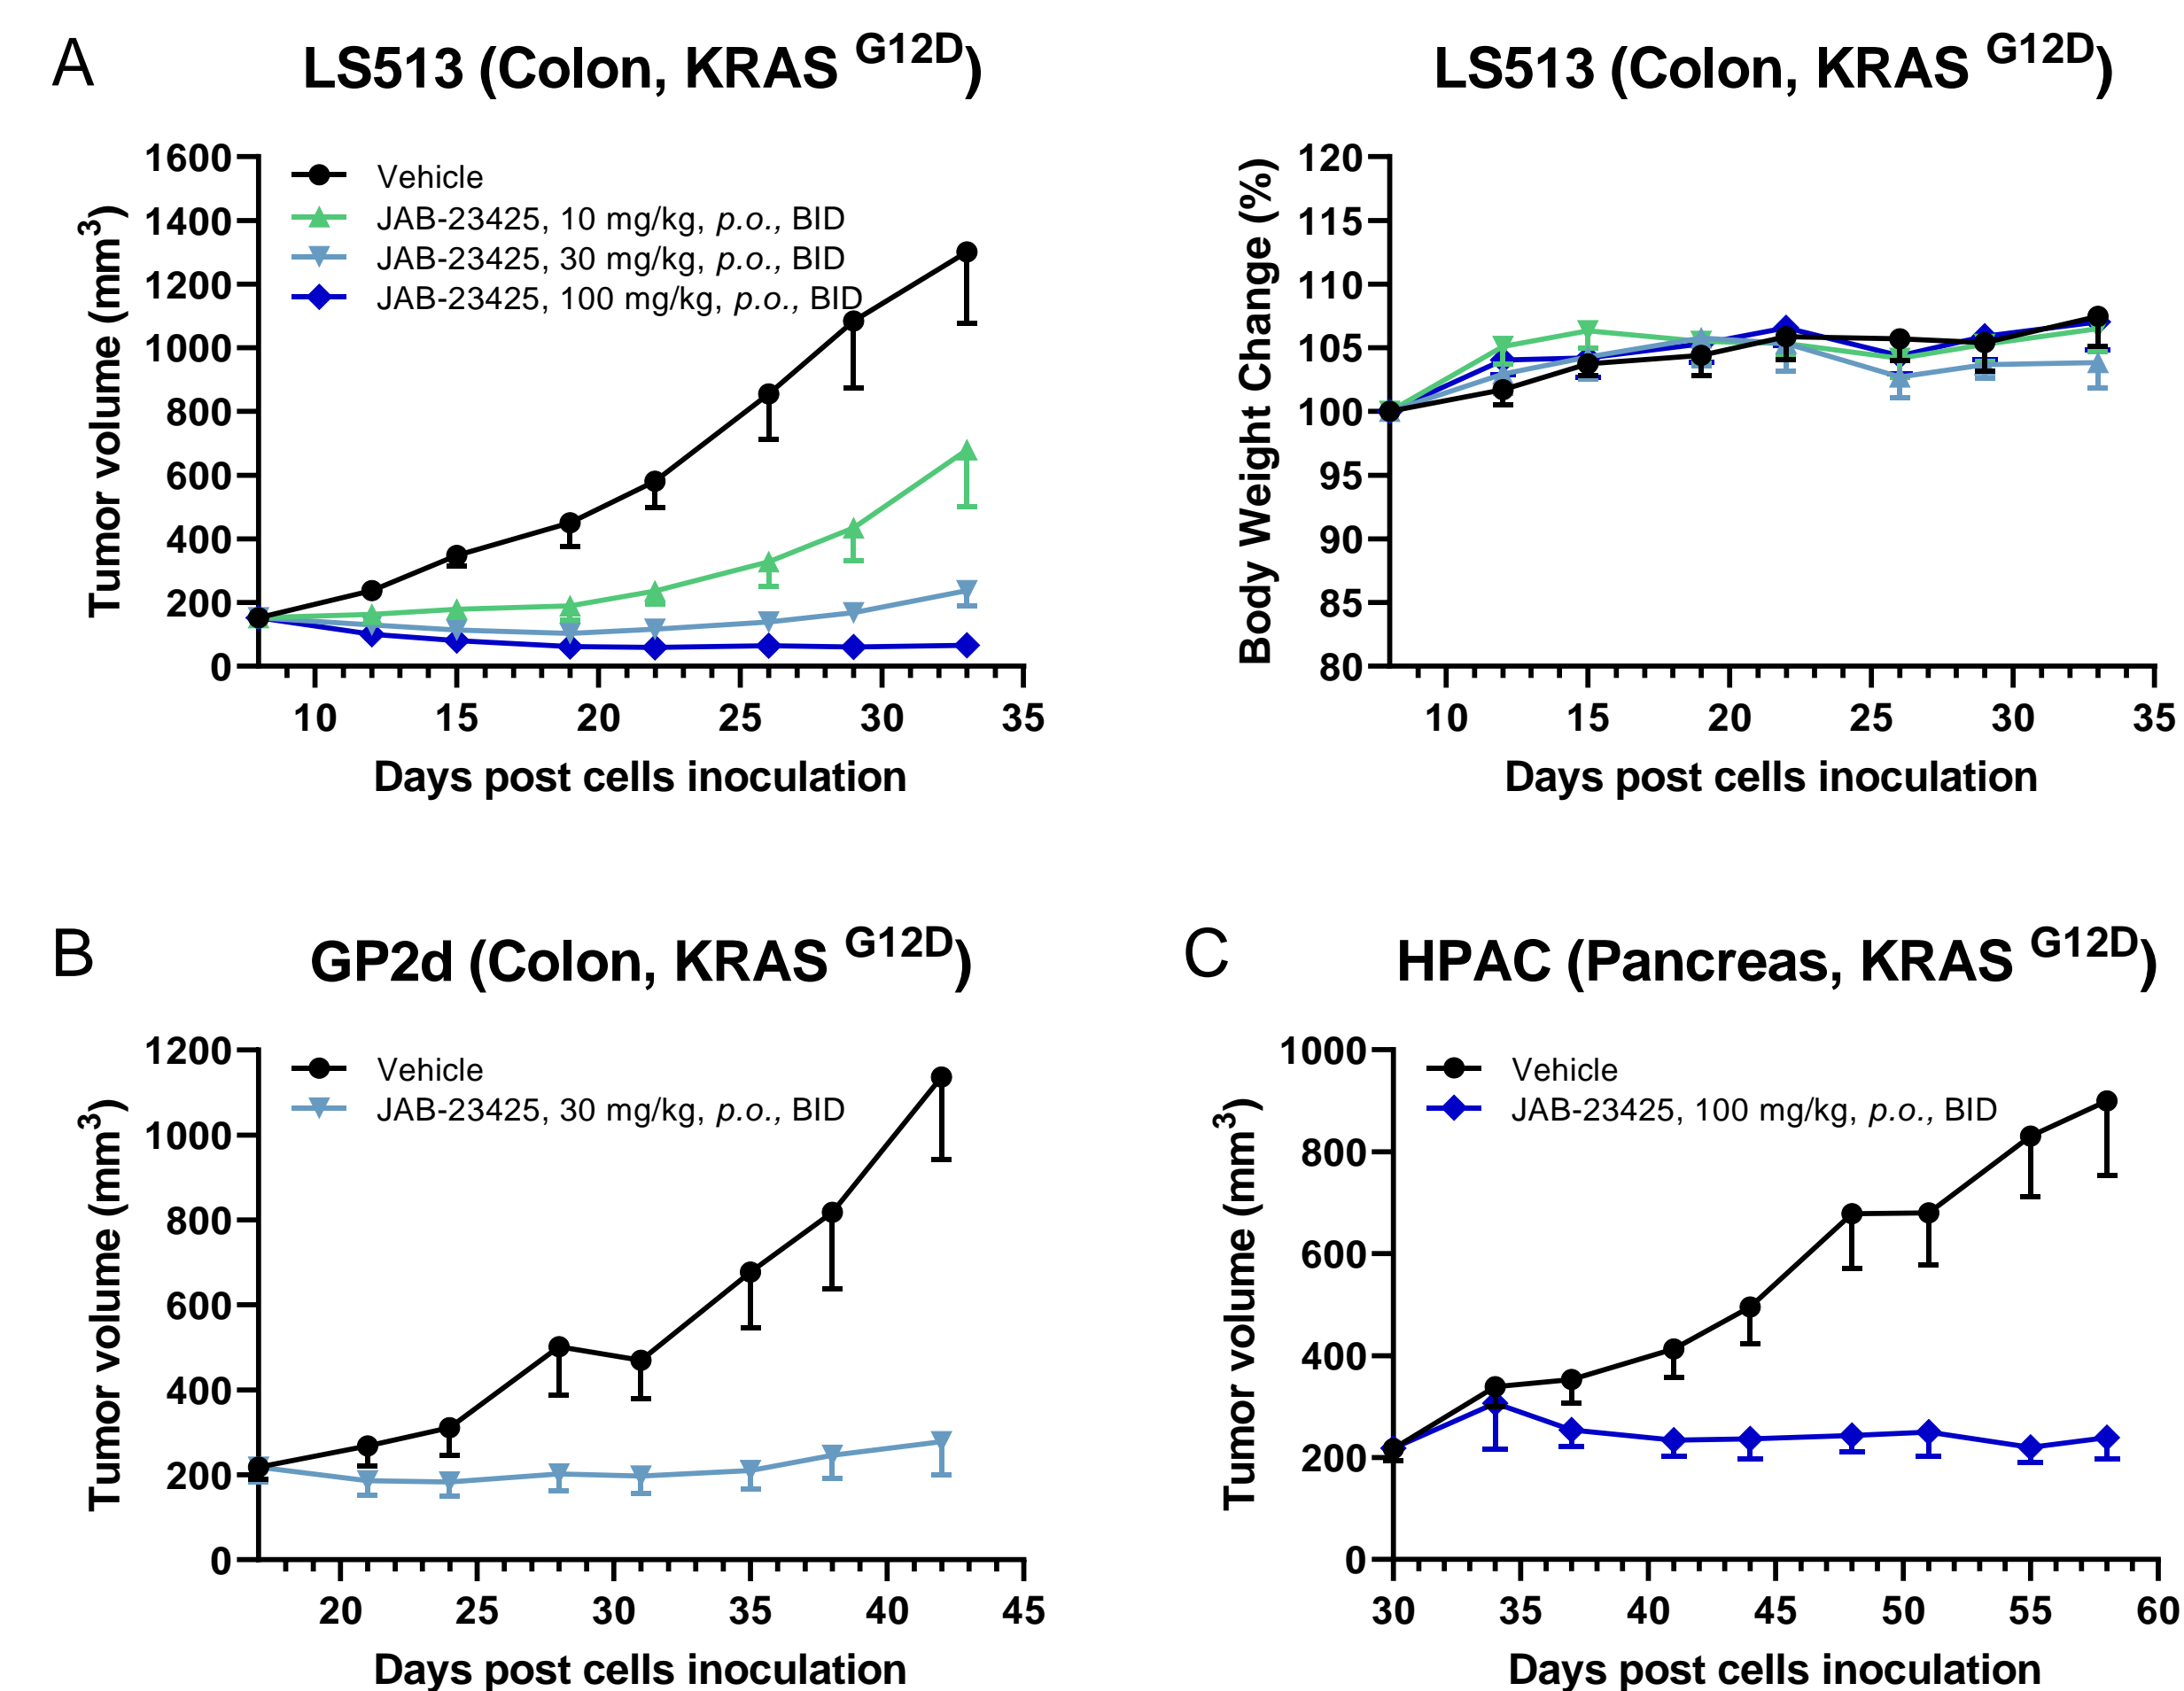 A
LS513 (Colon, KRAS G12D)
1600
1400
1200
1000
800
600
400
200
0
Tumor volume (mm3)
Vehicle
JAB-23425, 10 mg/kg, p.o., BID
JAB-23425, 30 mg/kg, p.o., BID
JAB-23425, 100 mg/kg, p.o., BID
10 15 20 25 30 35
Days post cells inoculation
LS513 (Colon, KRAS G12D)
120
115
110
105
100
95
90
85
80
Body Weight Change (%)
10 15 20 25 30 35
Days post cells inoculation
B
GP2d (Colon, KRAS G12D)
1200
1000
800
600
400
200
0
Tumor volume (mm3)
Vehicle
JAB-23425, 30 mg/kg, p.o., BID
20 25 30 35 40 45
Days post cells inoculation
C
HPAC (Pancreas, KRAS G12D)
1000
800
600
400
200
0
Tumor volume (mm3)
Vehicle
JAB-23425, 100 mg/kg, p.o., BID
30 35 40 45 50 55 60
Days post cells inoculation